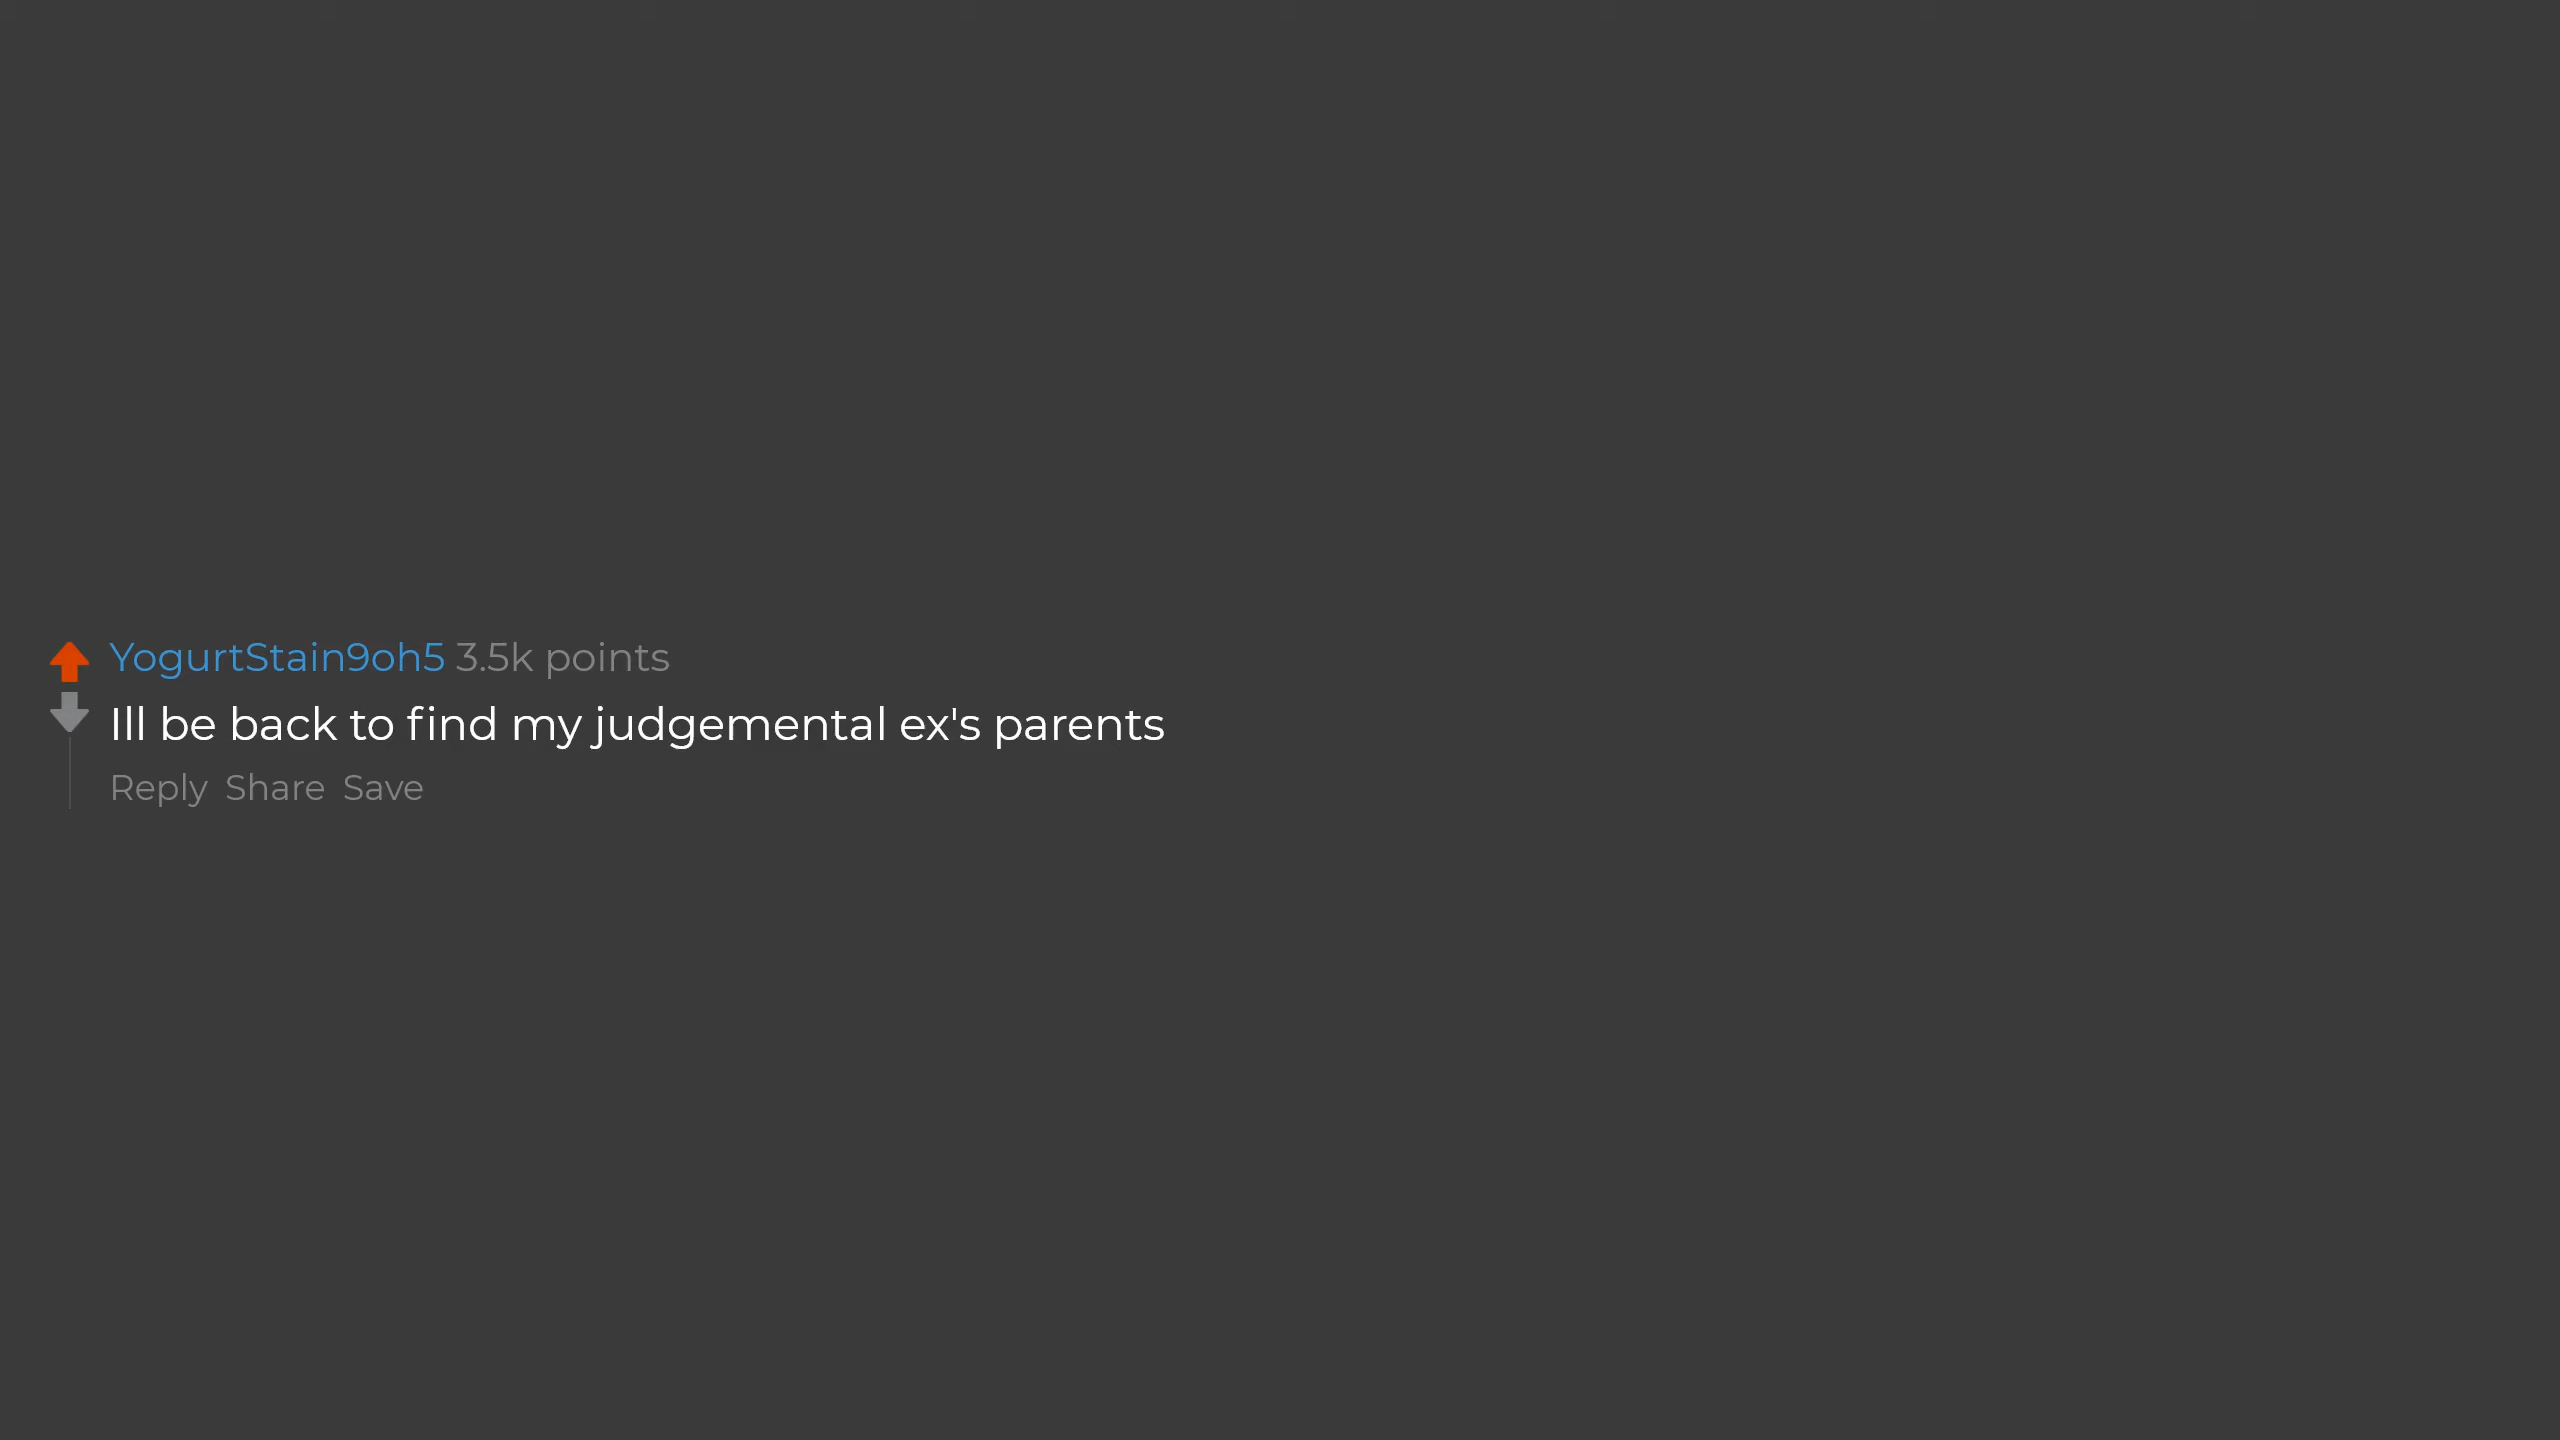 YogurtStain9oh5 3.5k points
Ill be back to find my judgemental ex's parents
Reply Share Save